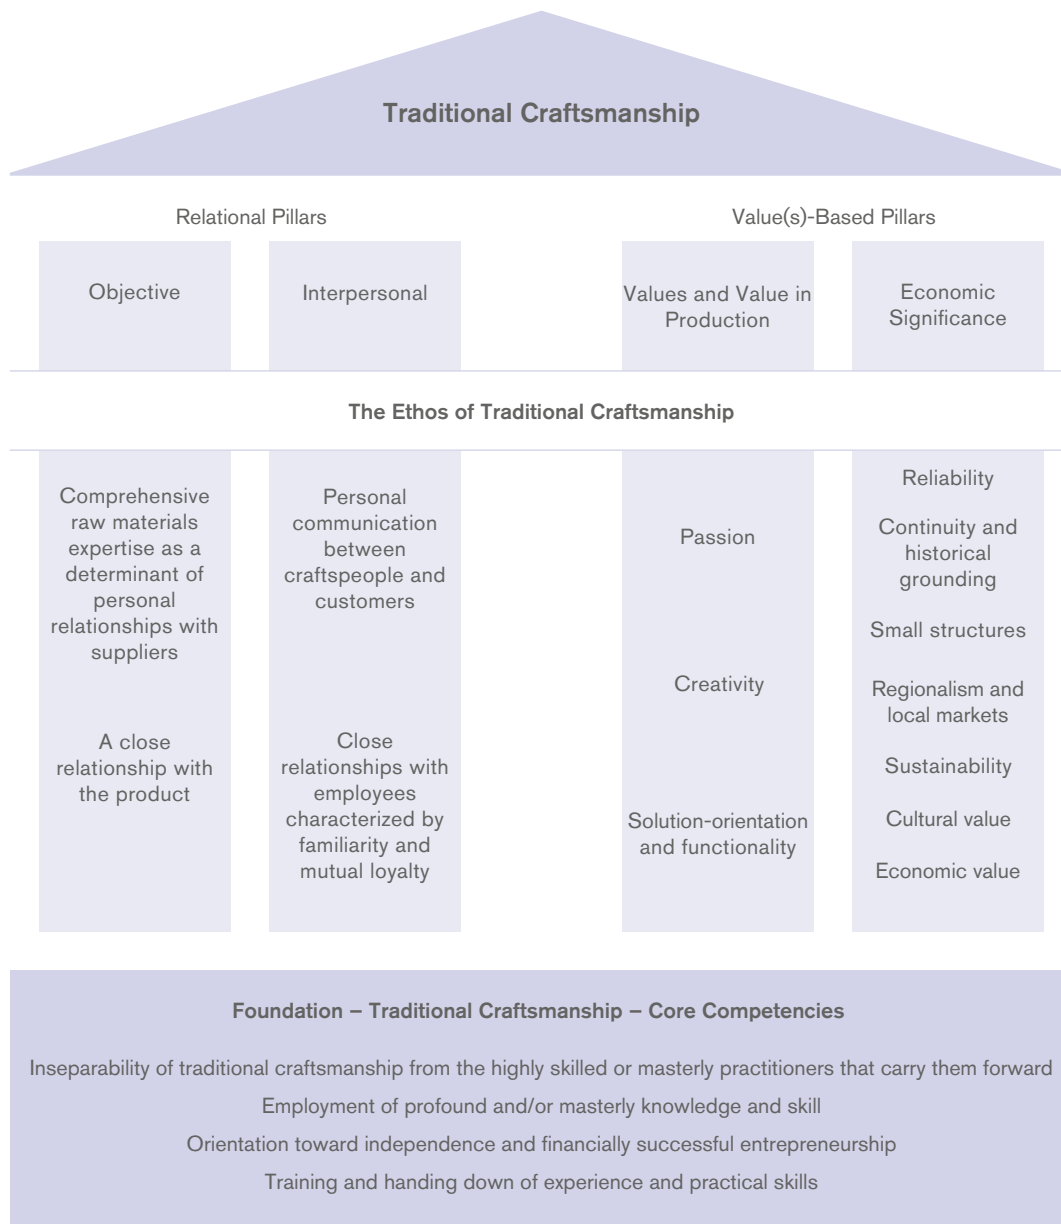 Traditional Craftsmanship
Relational Pillars
Value(s)-Based Pillars
Objective
Interpersonal
Values and Value in
Production
Economic
Significance
The Ethos of Traditional Craftsmanship
Comprehensive
raw materials
expertise as a
determinant of
personal
relationships with
suppliers
A close
relationship with
the product
Personal
communication
between
craftspeople and
customers
Close
relationships with
employees
characterized by
familiarity and
mutual loyalty
Passion
Creativity
Solution-orientation
and functionality
Reliability
Continuity and
historical
grounding
Small structures
Regionalism and
local markets
Sustainability
Cultural value
Economic value
Foundation – Traditional Craftsmanship – Core Competencies
Inseparability of traditional craftsmanship from the highly skilled or masterly practitioners that carry them forward
Employment of profound and/or masterly knowledge and skill
Orientation toward independence and financially successful entrepreneurship
Training and handing down of experience and practical skills